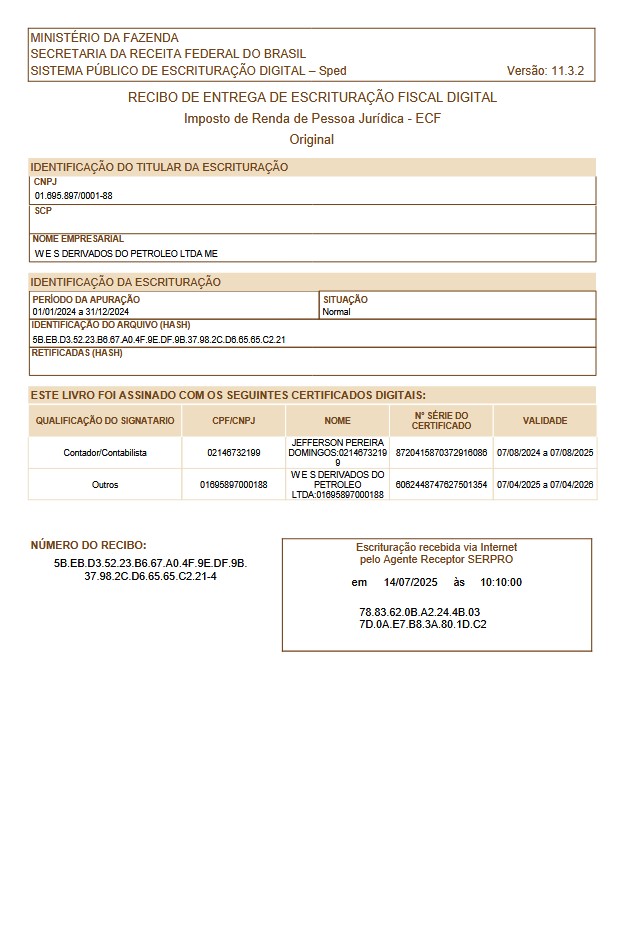 MINISTÉRIO DA FAZENDA
SECRETARIA DA RECEITA FEDERAL DO BRASIL
SISTEMA PÚBLICO DE ESCRITURAÇÃO DIGITAL – Sped Versão: 11.3.2
RECIBO DE ENTREGA DE ESCRITURAÇÃO FISCAL DIGITAL
Imposto de Renda de Pessoa Jurídica - ECF
Original
IDENTIFICAÇÃO DO TITULAR DA ESCRITURAÇÃO
CNPJ
01.695.897/0001-88
SCP
NOME EMPRESARIAL
W E S DERIVADOS DO PETROLEO LTDA ME
IDENTIFICAÇÃO DA ESCRITURAÇÃO
PERÍODO DA APURAÇÃO SITUAÇÃO
01/01/2024 a 31/12/2024 Normal
IDENTIFICAÇÃO DO ARQUIVO (HASH)
5B.EB.D3.52.23.B6.67.A0.4F.9E.DF.9B.37.98.2C.D6.65.65.C2.21
RETIFICADAS (HASH)
ESTE LIVRO FOI ASSINADO COM OS SEGUINTES CERTIFICADOS DIGITAIS:
QUALIFICAÇÃO DO SIGNATARIO CPF/CNPJ NOME Nº SÉRIE DO CERTIFICADO VALIDADE
Contador/Contabilista 02146732199 JEFFERSON PEREIRA DOMINGOS:02146732199 8720415870372916086 07/08/2024 a 07/08/2025
Outros 01695897000188 W E S DERIVADOS DO PETROLEO LTDA:01695897000188 6062448747627501354 07/04/2025 a 07/04/2026
NÚMERO DO RECIBO:
5B.EB.D3.52.23.B6.67.A0.4F.9E.DF.9B.
37.98.2C.D6.65.65.C2.21-4
Escrituração recebida via Internet
pelo Agente Receptor SERPRO
em 14/07/2025 às 10:10:00
78.83.62.0B.A2.24.4B.03
7D.0A.E7.B8.3A.80.1D.C2